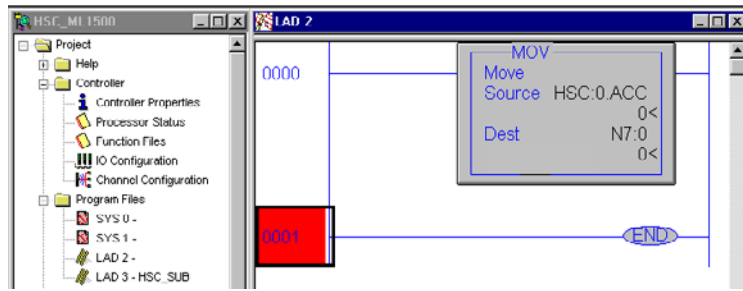 HSC_ML1500
Project
Help
Controller
Controller Properties
Processor Status
Function Files
IO Configuration
Channel Configuration
Program Files
SYS 0 -
SYS 1 -
LAD 2 -
LAD 3 - HSC_SUB
LAD 2
0000
MOV
Move
Source HSC:0.ACC
0<
Dest N7:0
0<
0001
END